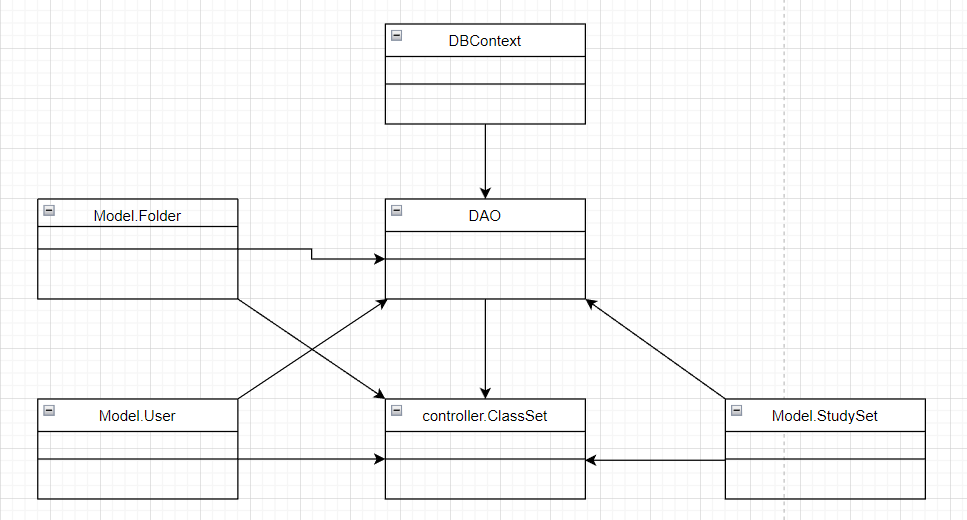 DBContext
Model.Folder
DAO
Model.User
controller.ClassSet
Model.StudySet